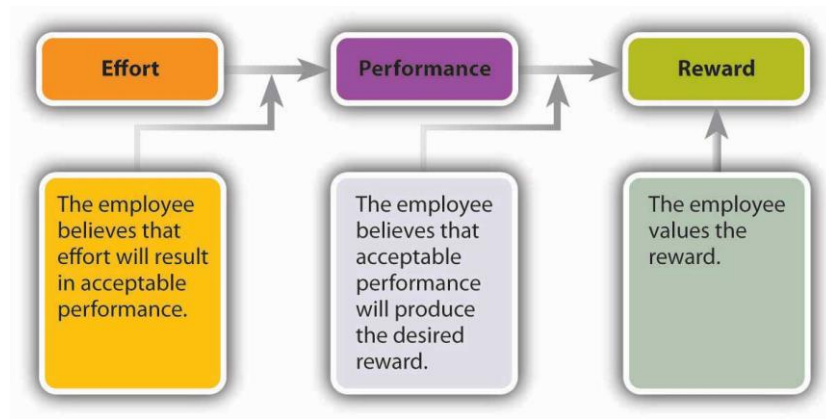 Effort
Performance
Reward
The employee
believes that
effort will result
in acceptable
performance.
The employee
believes that
acceptable
performance
will produce
the desired
reward.
The employee
values the
reward.